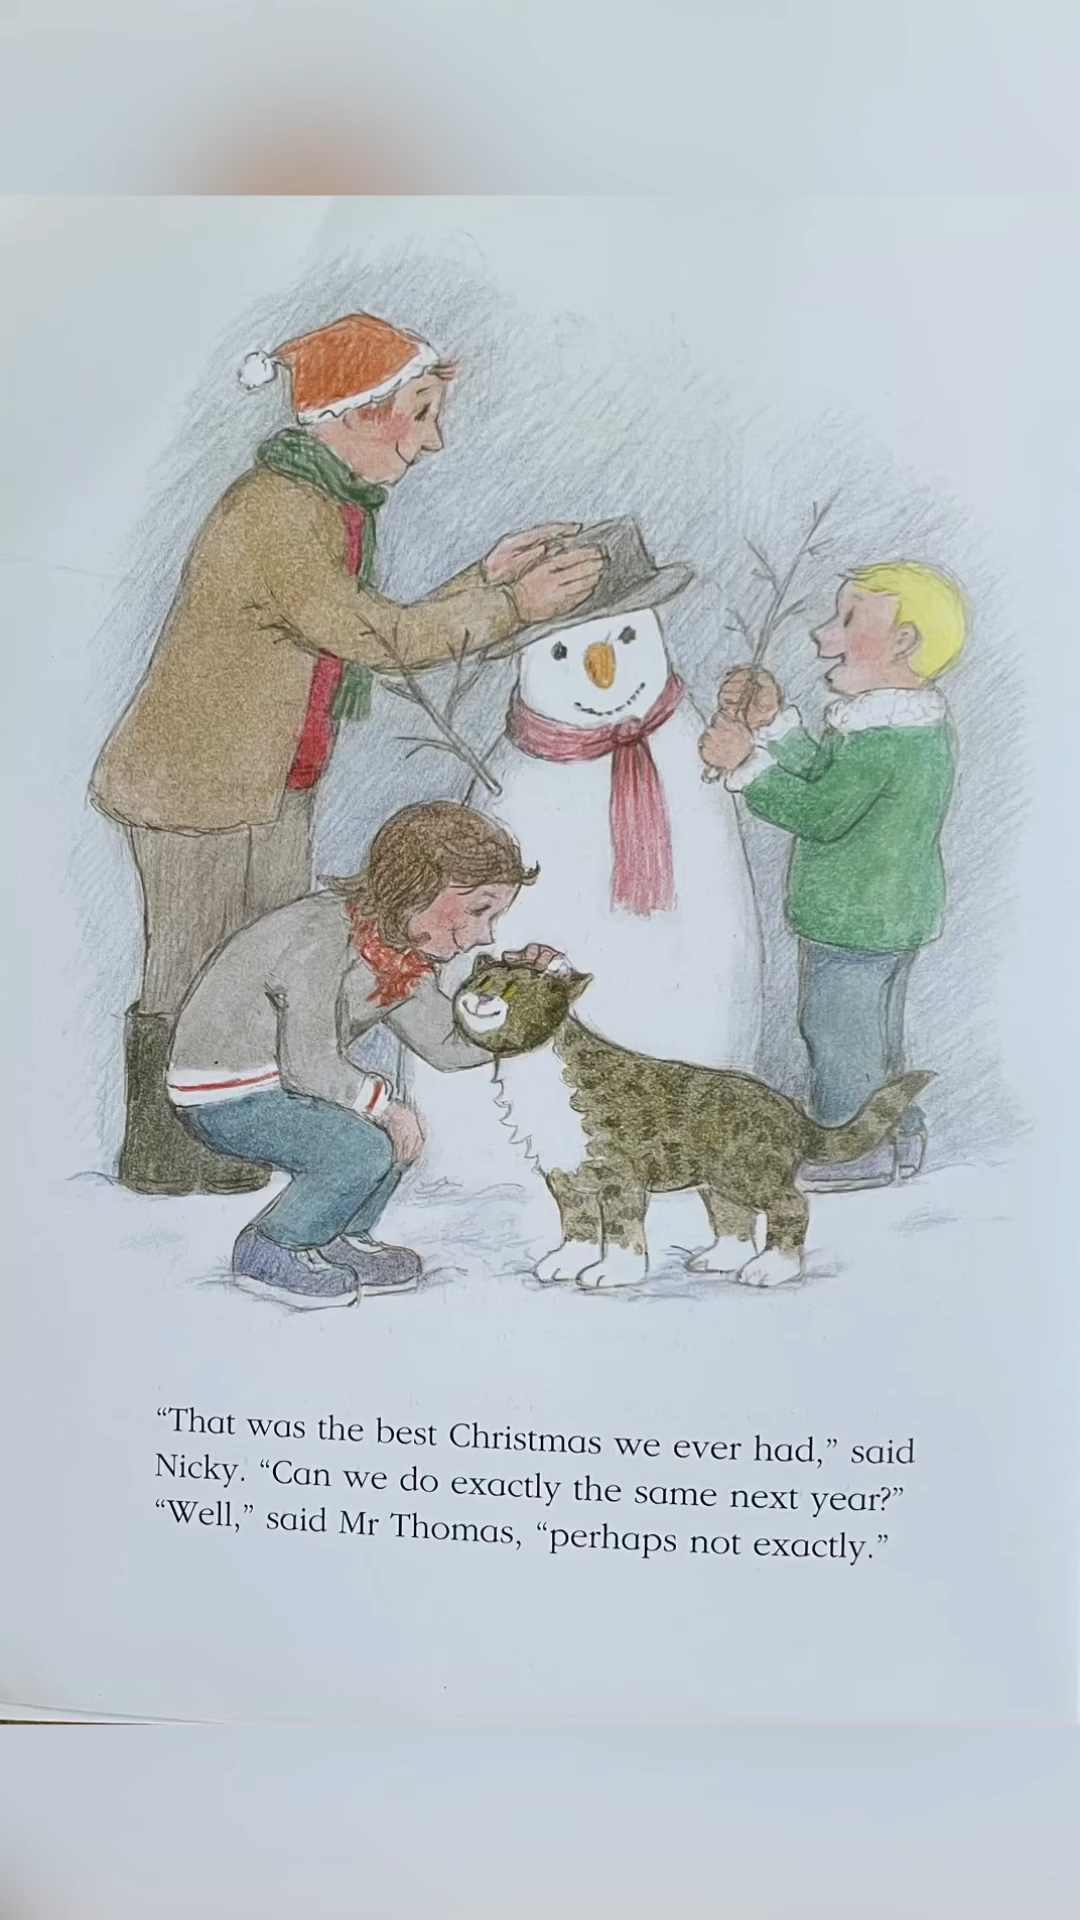 “That was the best Christmas we ever had,” said
Nicky. “Can we do exactly the same next year?”
“Well,” said Mr Thomas, “perhaps not exactly.”